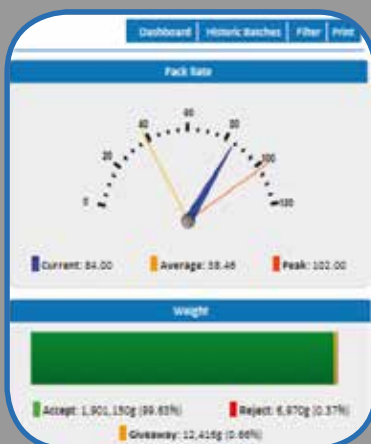 Dashboard Historic Batches Filter Print
Pack Rate
0 20 40 60 80 100 120
Current: 84.00 Average: 38.46 Peak: 102.00
Weight
Accept: 1,901,150g (99.63%) Reject: 6,970g (0.37%)
Giveaway: 12,416g (0.66%)